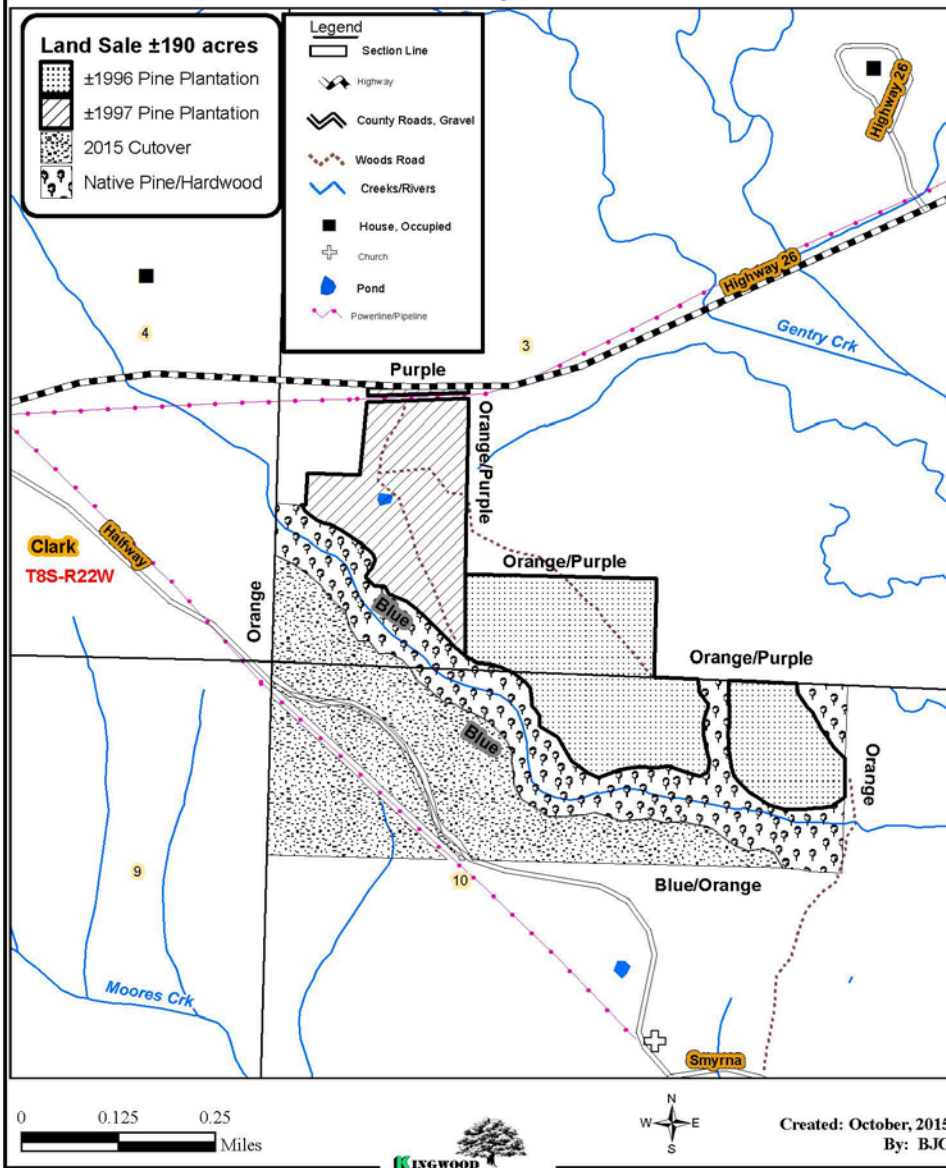 Land Sale ±190 acres
±1996 Pine Plantation
±1997 Pine Plantation
2015 Cutover
Native Pine/Hardwood
Legend
Section Line
Highway
County Roads, Gravel
Woods Road
Creeks/Rivers
House, Occupied
Church
Pond
Powerline/Pipeline
Highway 26
Highway 26
Gentry Crk
4
3
Purple
Orange/Purple
Clark
Halfway
T8S-R22W
Orange
Blue
Orange/Purple
Orange/Purple
Blue
Orange
9
10
Blue/Orange
Moores Crk
Smyrna
0 0.125 0.25
Miles
KINGWOOD
N
W E
S
Created: October, 2015
By: BJC